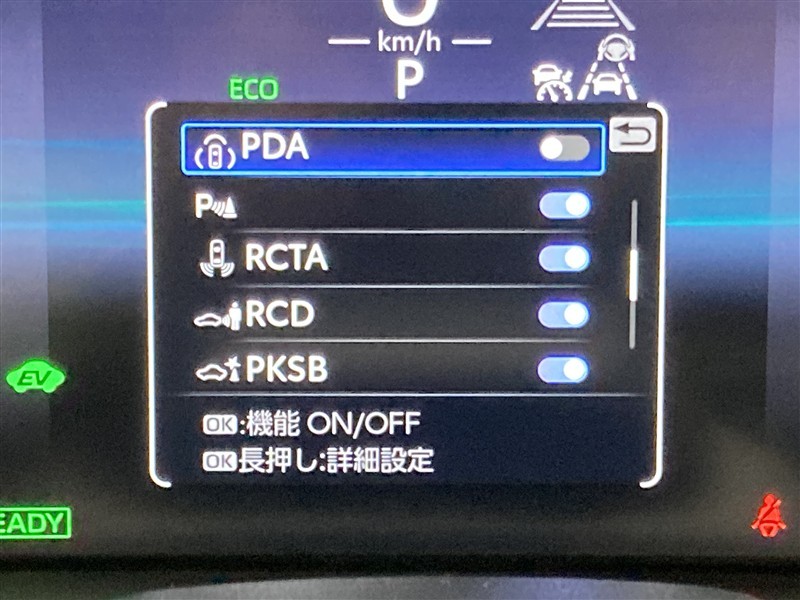 0
km/h
P
ECO
PDA
P
RCTA
RCD
PKSB
OK:機能 ON/OFF
OK長押し:詳細設定
EV
EADY